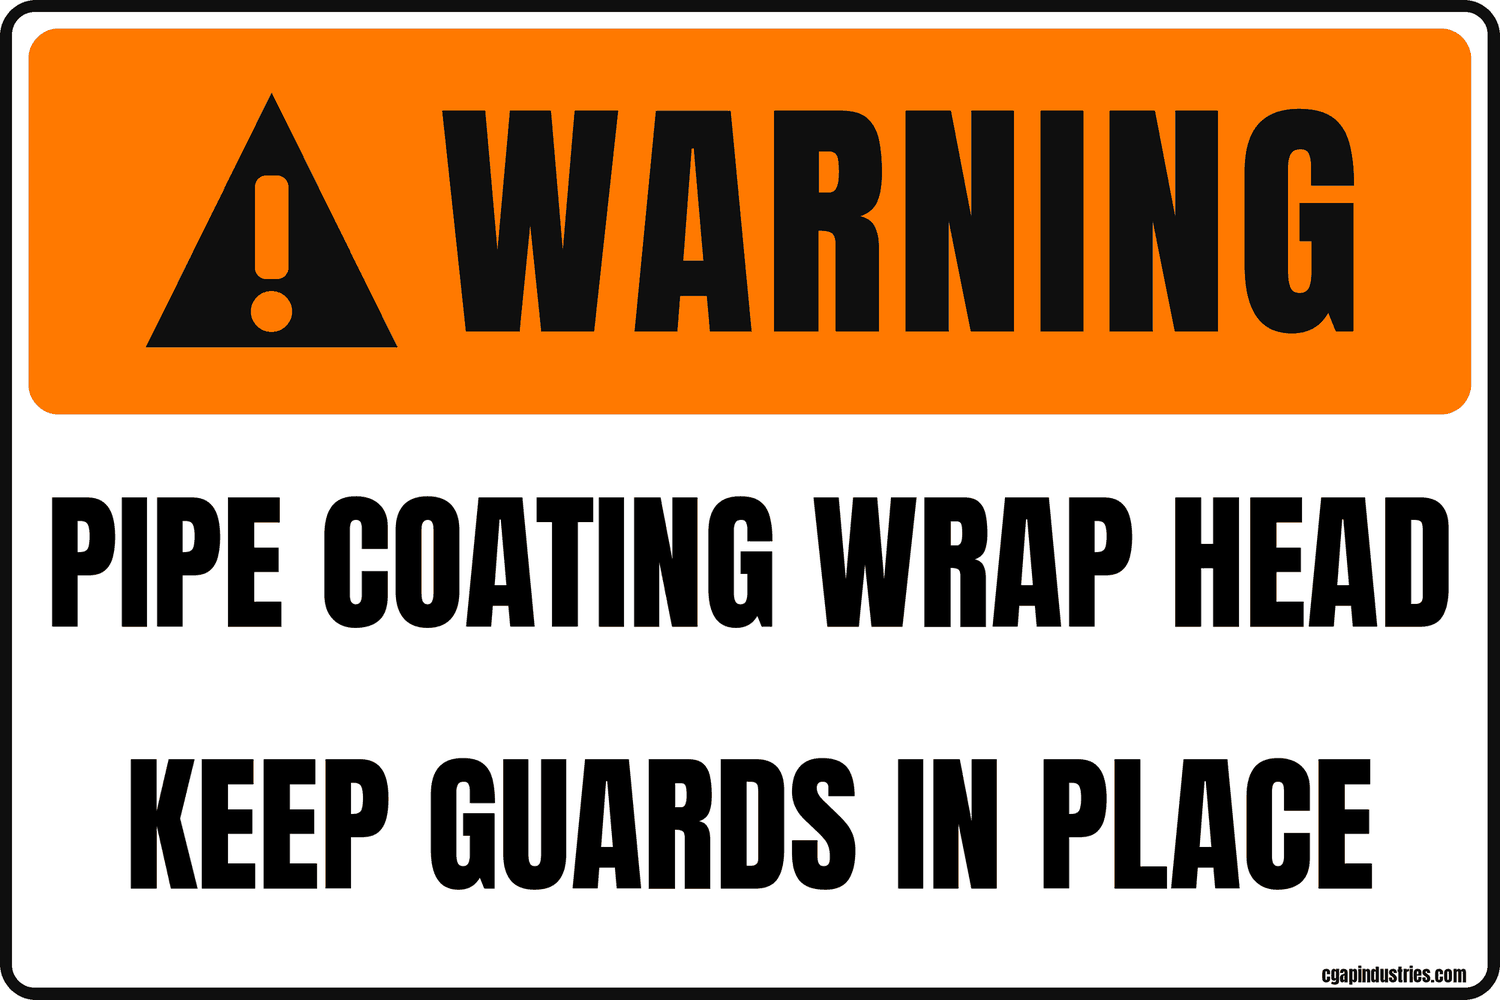 WARNING
PIPE COATING WRAP HEAD
KEEP GUARDS IN PLACE
cgapindustries.com